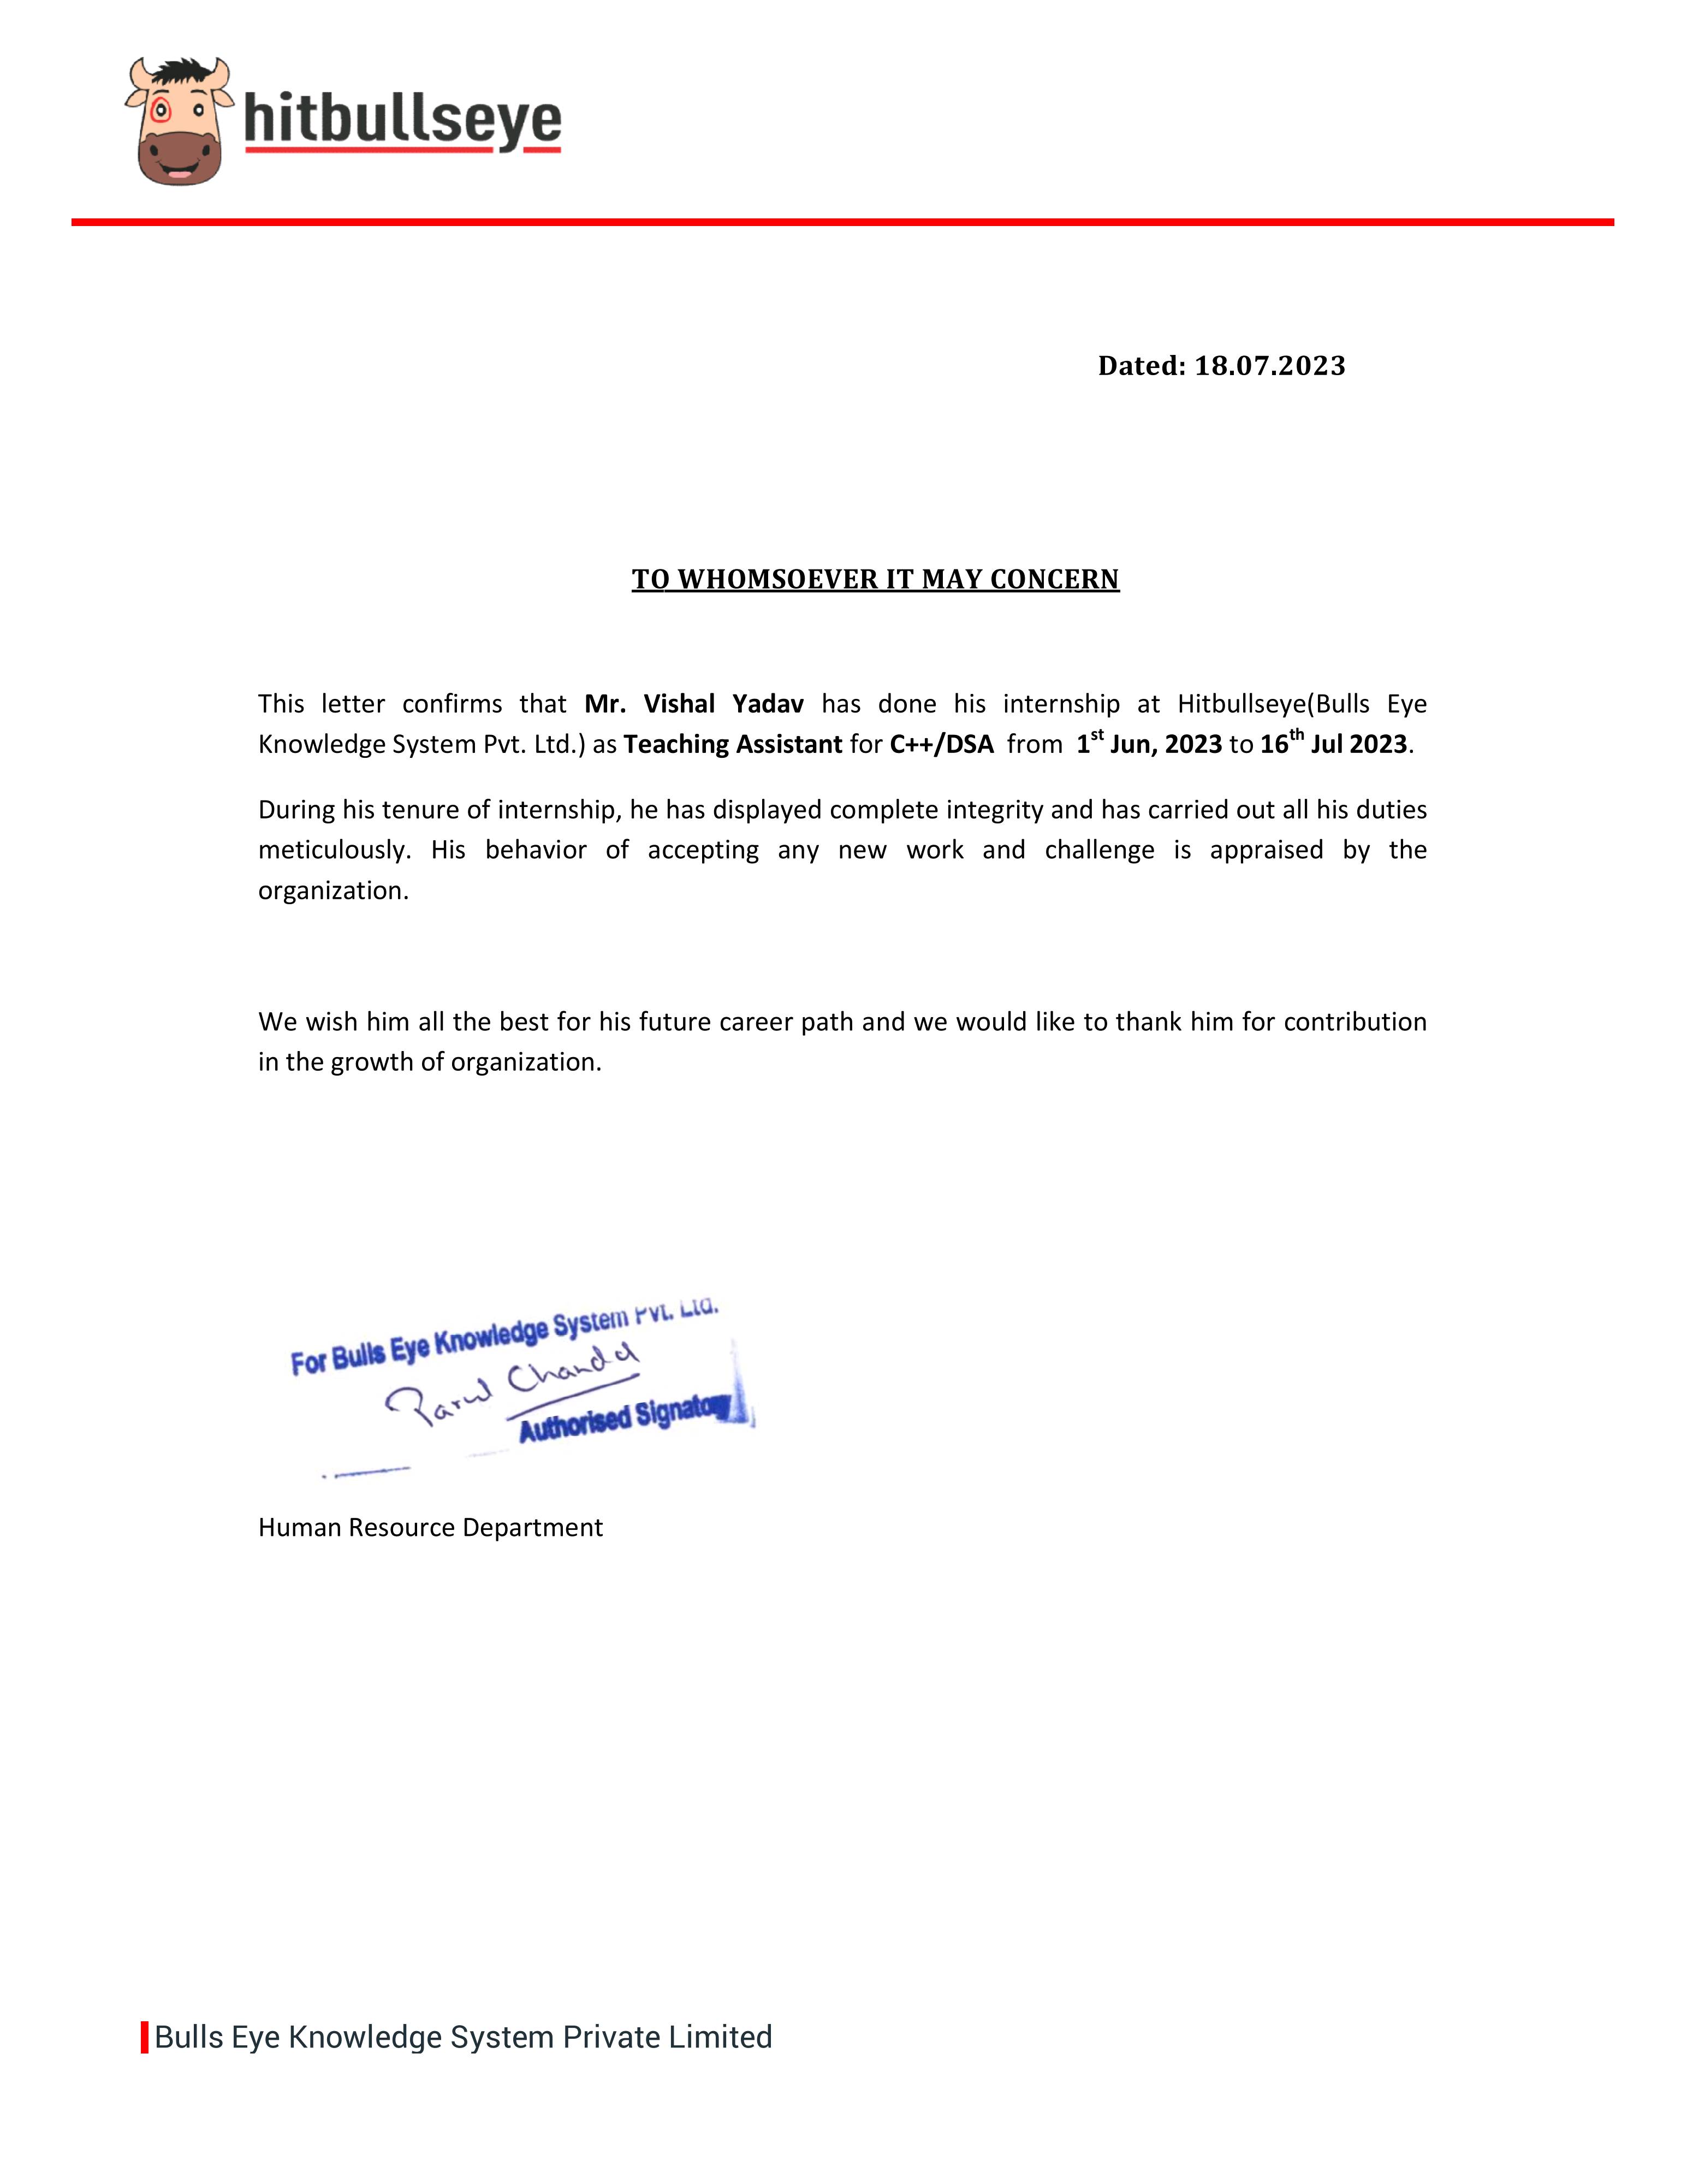 hitbullseye
Dated: 18.07.2023
TO WHOMSOEVER IT MAY CONCERN
This letter confirms that Mr. Vishal Yadav has done his internship at Hitbullseye(Bulls Eye
Knowledge System Pvt. Ltd.) as Teaching Assistant for C++/DSA from 1st Jun, 2023 to 16th Jul 2023.
During his tenure of internship, he has displayed complete integrity and has carried out all his duties
meticulously. His behavior of accepting any new work and challenge is appraised by the
organization.
We wish him all the best for his future career path and we would like to thank him for contribution
in the growth of organization.
For Bulls Eye Knowledge System Pvt. Ltd.
Parul Chandel
Authorised Signatory
Human Resource Department
Bulls Eye Knowledge System Private Limited